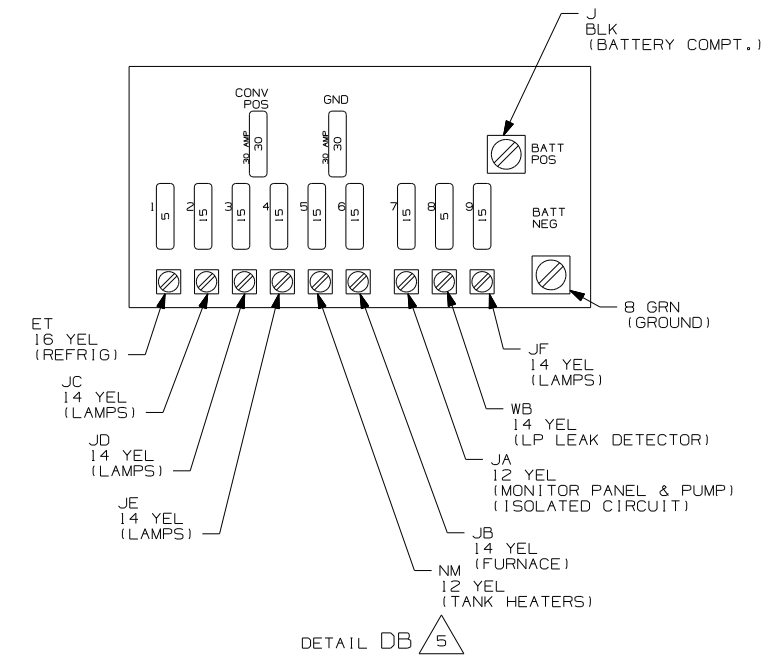 J
BLK
(BATTERY COMPT.)
CONV
POS
GND
30 AMP
30
30 AMP
30
BATT
POS
1
5
2
15
3
15
4
15
5
15
6
15
7
15
8
5
9
15
BATT
NEG
8 GRN
(GROUND)
ET
16 YEL
(REFRIG)
JC
14 YEL
(LAMPS)
JD
14 YEL
(LAMPS)
JE
14 YEL
(LAMPS)
JF
14 YEL
(LAMPS)
WB
14 YEL
(LP LEAK DETECTOR)
JA
12 YEL
(MONITOR PANEL & PUMP)
(ISOLATED CIRCUIT)
JB
14 YEL
(FURNACE)
NM
12 YEL
(TANK HEATERS)
DETAIL DB 5